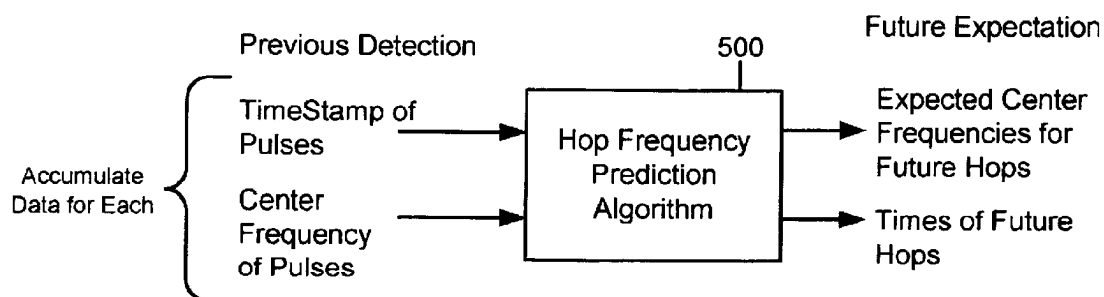 Previous Detection
500
Future Expectation
Accumulate
Data for Each
TimeStamp of
Pulses
Center
Frequency
of Pulses
Hop Frequency
Prediction
Algorithm
Expected Center
Frequencies for
Future Hops
Times of Future
Hops